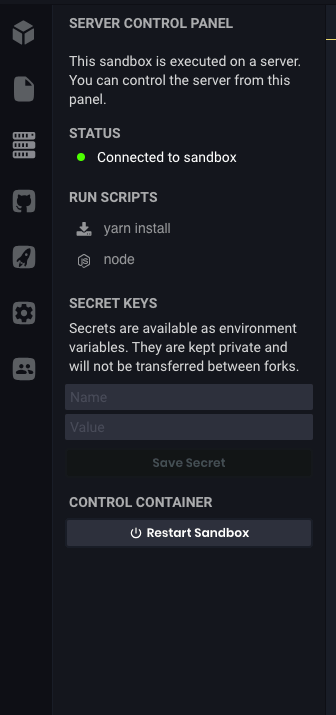 SERVER CONTROL PANEL
This sandbox is executed on a server.
You can control the server from this
panel.
STATUS
Connected to sandbox
RUN SCRIPTS
yarn install
node
SECRET KEYS
Secrets are available as environment
variables. They are kept private and
will not be transferred between forks.
Name
Value
Save Secret
CONTROL CONTAINER
Restart Sandbox